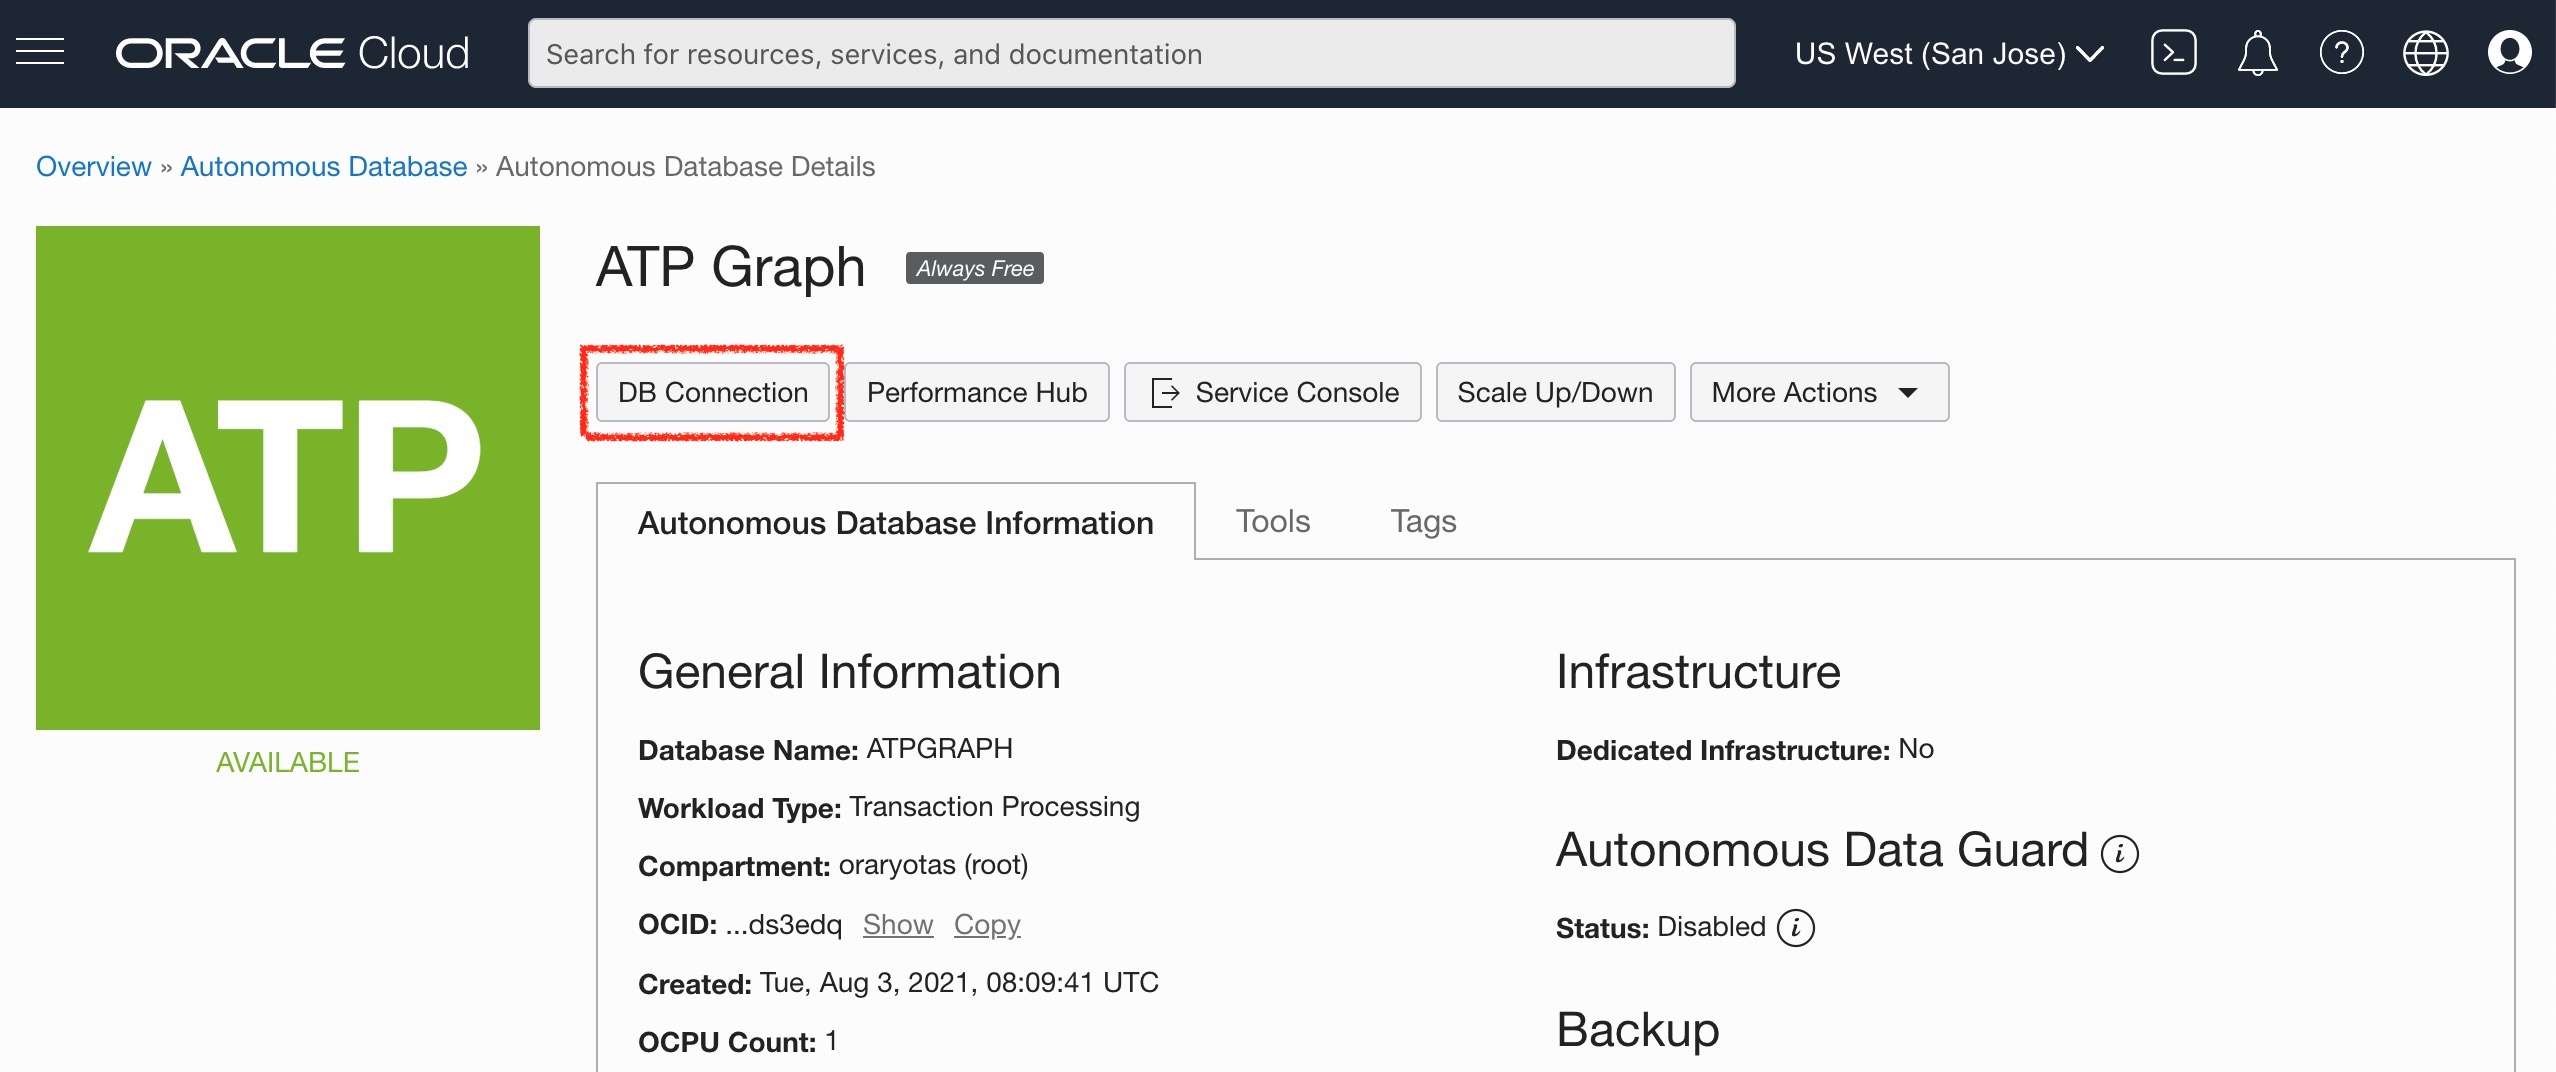 ORACLE Cloud
Search for resources, services, and documentation
US West (San Jose)
Overview » Autonomous Database » Autonomous Database Details
ATP
AVAILABLE
ATP Graph
Always Free
DB Connection
Performance Hub
Service Console
Scale Up/Down
More Actions
Autonomous Database Information
Tools
Tags
General Information
Database Name: ATPGRAPH
Workload Type: Transaction Processing
Compartment: oraryotas (root)
OCID: ...ds3edq Show Copy
Created: Tue, Aug 3, 2021, 08:09:41 UTC
OCPU Count: 1
Infrastructure
Dedicated Infrastructure: No
Autonomous Data Guard
Status: Disabled
Backup